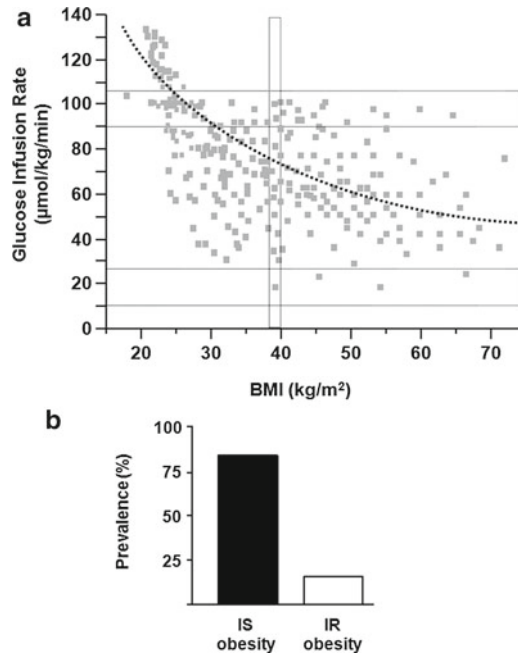 a
Glucose Infusion Rate
(µmol/kg/min)
140
120
100
80
60
40
20
0
20 30 40 50 60 70
BMI (kg/m²)
b
Prevalence (%)
100
75
50
25
IS
obesity
IR
obesity